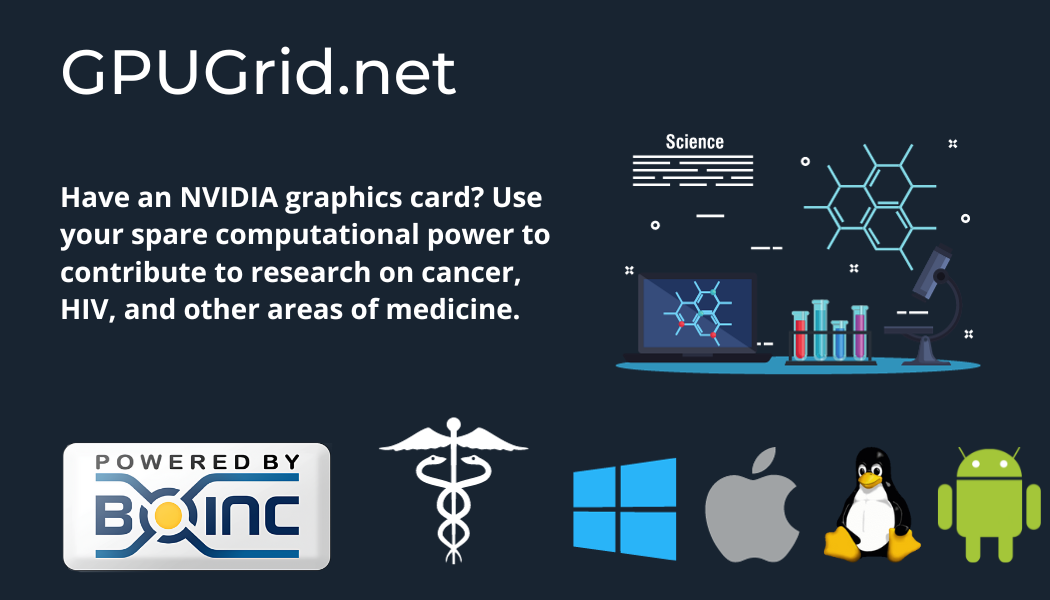 GPUGrid.net
Science
Have an NVIDIA graphics card? Use
your spare computational power to
contribute to research on cancer,
HIV, and other areas of medicine.
POWERED BY
BOINC